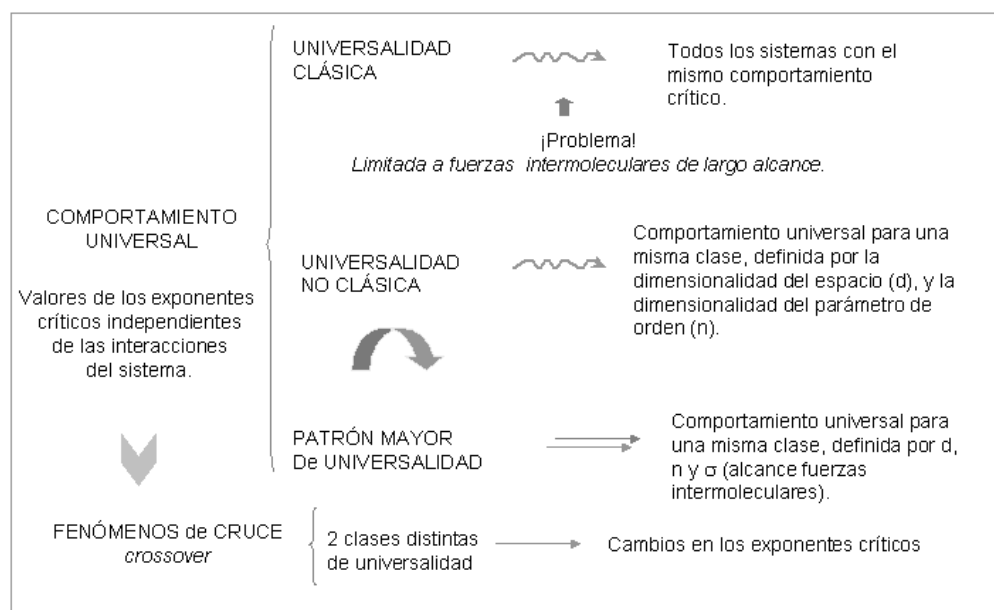 UNIVERSALIDAD
CLÁSICA
Todos los sistemas con el
mismo comportamiento
crítico.
¡Problema!
Limitada a fuerzas intermoleculares de largo alcance.
COMPORTAMIENTO
UNIVERSAL
Valores de los exponentes
críticos independientes
de las interacciones
del sistema.
UNIVERSALIDAD
NO CLÁSICA
Comportamiento universal para una
misma clase, definida por la
dimensionalidad del espacio (d), y la
dimensionalidad del parámetro de
orden (n).
PATRÓN MAYOR
De UNIVERSALIDAD
Comportamiento universal para
una misma clase, definida por d,
n y σ (alcance fuerzas
intermoleculares).
FENÓMENOS de CRUCE
crossover
2 clases distintas
de universalidad
Cambios en los exponentes críticos